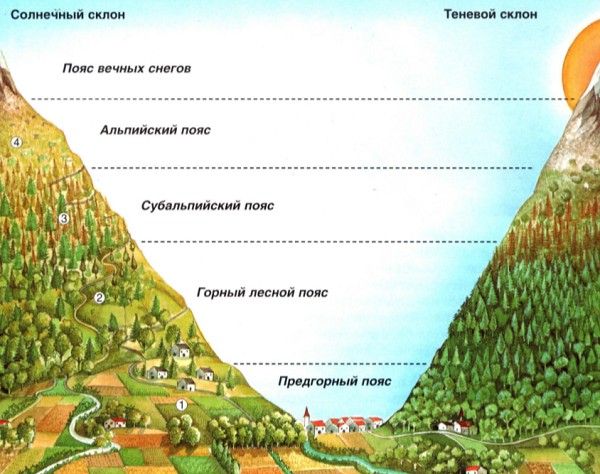 Солнечный склон
Теневой склон
Пояс вечных снегов
Альпийский пояс
4
Субальпийский пояс
3
Горный лесной пояс
2
Предгорный пояс
1